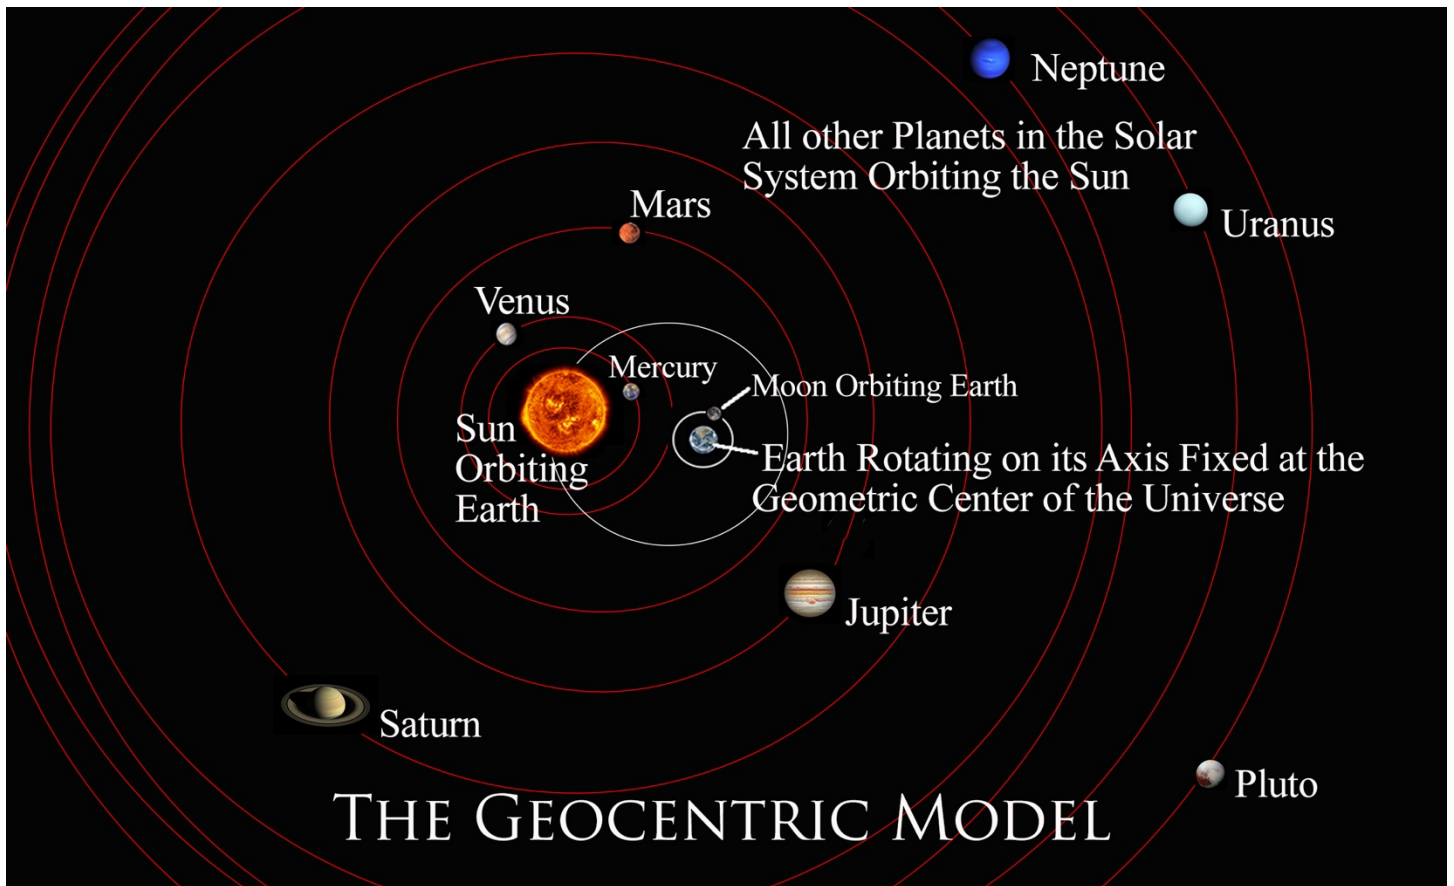 Neptune
All other Planets in the Solar
System Orbiting the Sun
Mars
Uranus
Venus
Mercury
Moon Orbiting Earth
Sun
Orbiting
Earth
Earth Rotating on its Axis Fixed at the
Geometric Center of the Universe
Jupiter
Saturn
Pluto
THE GEOCENTRIC MODEL